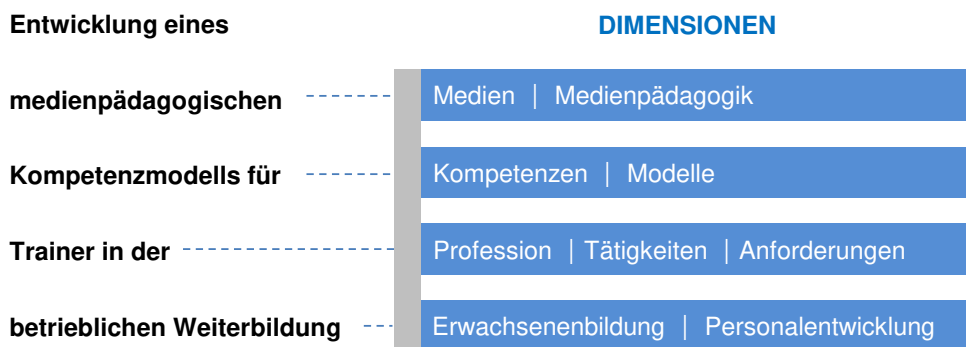 Entwicklung eines DIMENSIONEN
medienpädagogischen Medien | Medienpädagogik
Kompetenzmodells für Kompetenzen | Modelle
Trainer in der Profession | Tätigkeiten | Anforderungen
betrieblichen Weiterbildung Erwachsenenbildung | Personalentwicklung